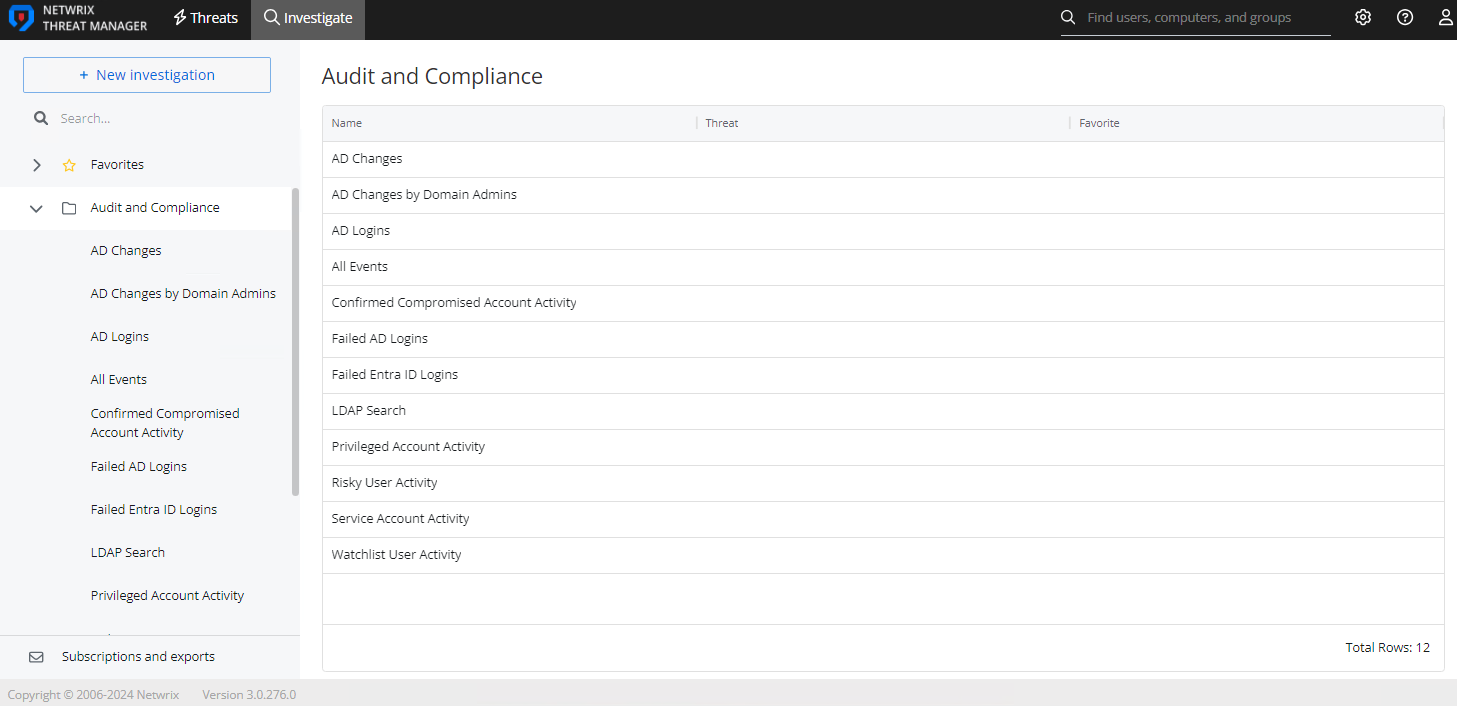 NETWRIX
THREAT MANAGER
Threats
Investigate
Find users, computers, and groups
+ New investigation
Search...
Favorites
Audit and Compliance
AD Changes
AD Changes by Domain Admins
AD Logins
All Events
Confirmed Compromised
Account Activity
Failed AD Logins
Failed Entra ID Logins
LDAP Search
Privileged Account Activity
Subscriptions and exports
Audit and Compliance
Name Threat Favorite
AD Changes
AD Changes by Domain Admins
AD Logins
All Events
Confirmed Compromised Account Activity
Failed AD Logins
Failed Entra ID Logins
LDAP Search
Privileged Account Activity
Risky User Activity
Service Account Activity
Watchlist User Activity
Total Rows: 12
Copyright © 2006-2024 Netwrix Version 3.0.276.0